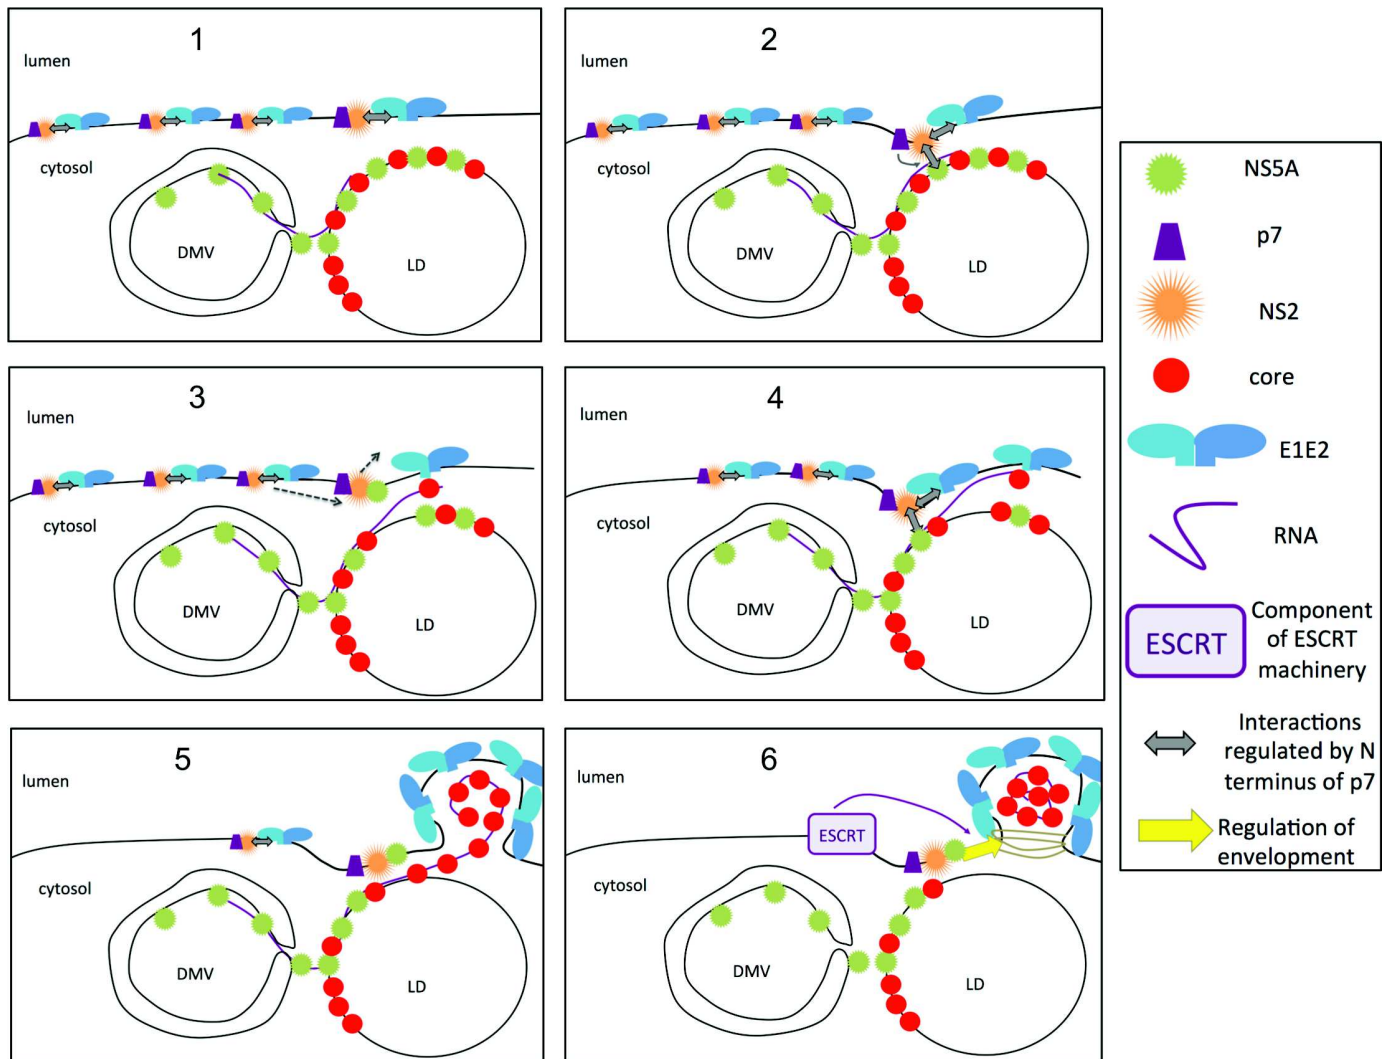 1
lumen
cytosol
DMV
LD
2
lumen
cytosol
DMV
LD
3
lumen
cytosol
DMV
LD
4
lumen
cytosol
DMV
LD
5
lumen
cytosol
DMV
LD
6
lumen
ESCRT
cytosol
DMV
LD
NS5A
p7
NS2
core
E1E2
RNA
ESCRT
Component
of ESCRT
machinery
Interactions
regulated by N
terminus of p7
Regulation of
envelopment